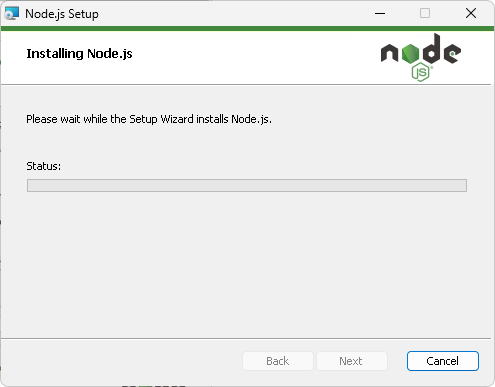 Node.js Setup
Installing Node.js
node
JS
Please wait while the Setup Wizard installs Node.js.
Status:
Back
Next
Cancel